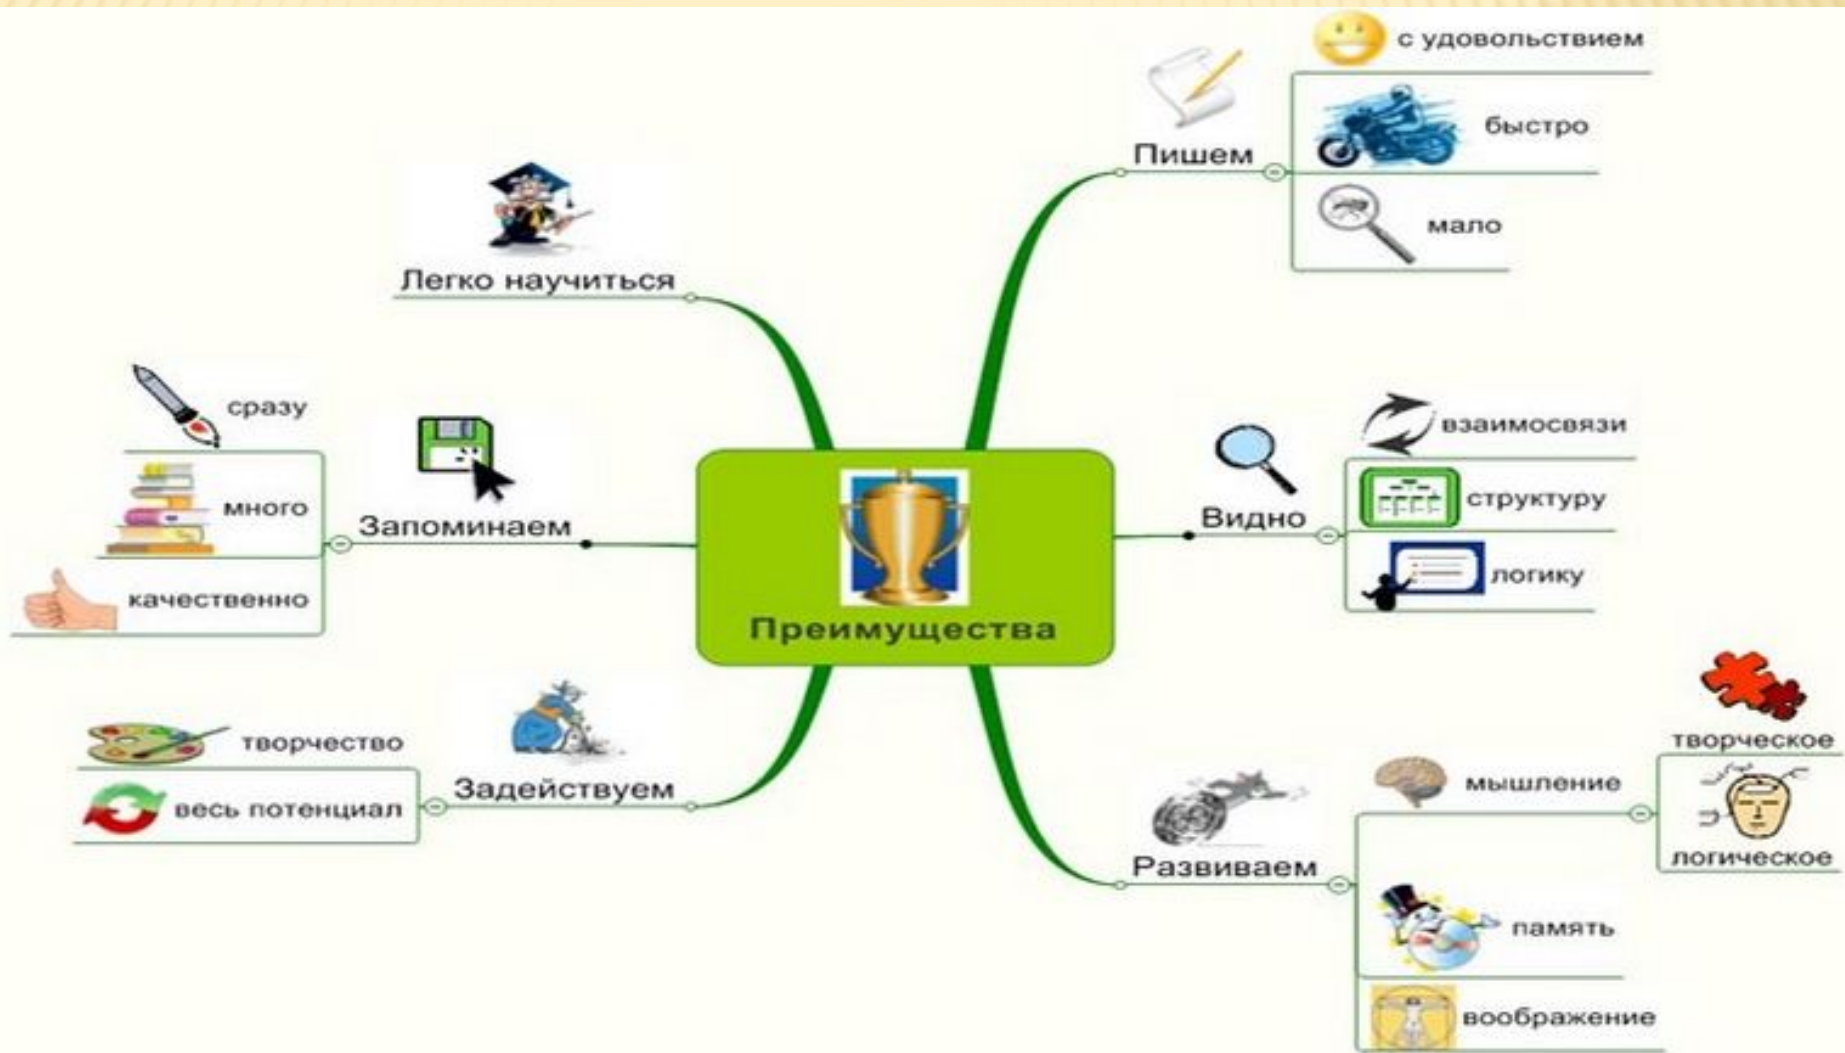 Преимущества
Пишем
с удовольствием
быстро
мало
Видно
взаимосвязи
структуру
логику
Развиваем
мышление
творческое
логическое
память
воображение
Задействуем
творчество
весь потенциал
Запоминаем
сразу
много
качественно
Легко научиться